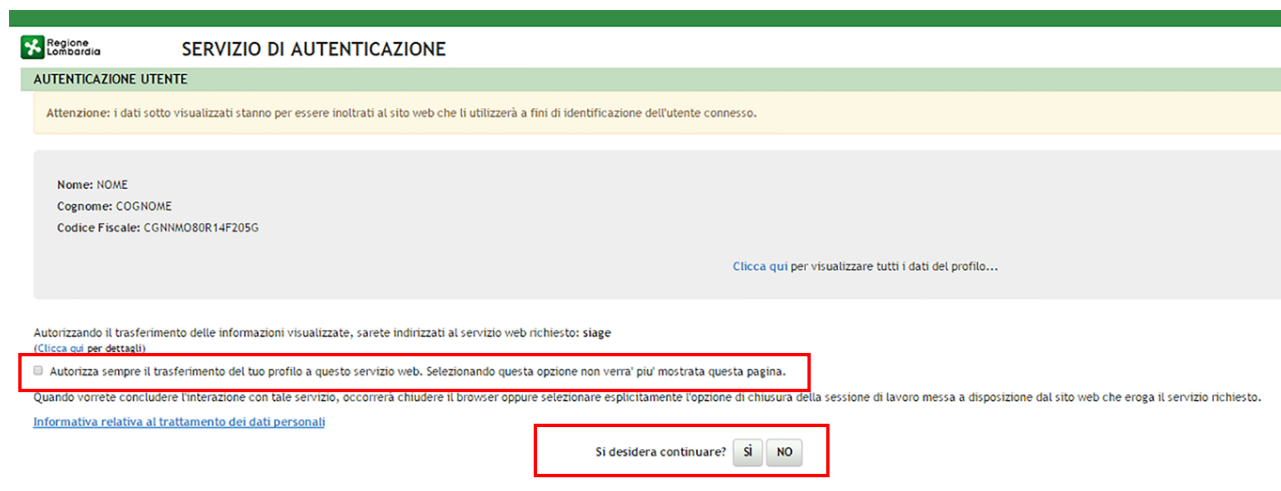 Regione
Lombardia
SERVIZIO DI AUTENTICAZIONE
AUTENTICAZIONE UTENTE
Attenzione: i dati sotto visualizzati stanno per essere inoltrati al sito web che li utilizzerà a fini di identificazione dell'utente connesso.
Nome: NOME
Cognome: COGNOME
Codice Fiscale: CGNNMO80R14F205G
Clicca qui per visualizzare tutti i dati del profilo...
Autorizzando il trasferimento delle informazioni visualizzate, sarete indirizzati al servizio web richiesto: siage
(Clicca qui per dettagli)
Autorizza sempre il trasferimento del tuo profilo a questo servizio web. Selezionando questa opzione non verra' piu' mostrata questa pagina.
Quando vorrete concludere l'interazione con tale servizio, occorrerà chiudere il browser oppure selezionare esplicitamente l'opzione di chiusura della sessione di lavoro messa a disposizione dal sito web che eroga il servizio richiesto.
Informativa relativa al trattamento dei dati personali
Si desidera continuare? SÌ NO